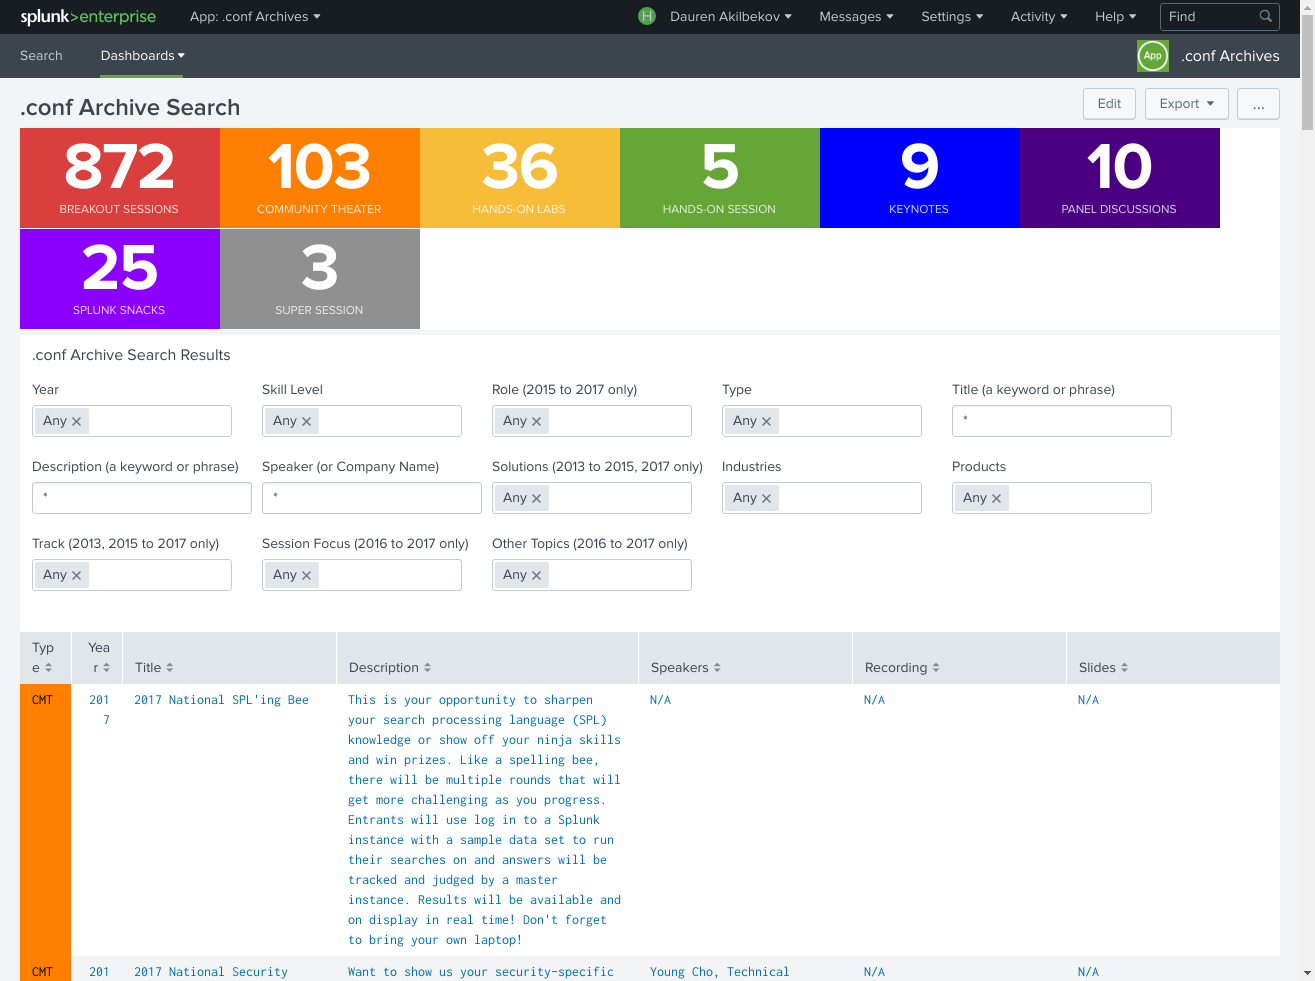 splunk>enterprise App: .conf Archives H Dauren Akilbekov Messages Settings Activity Help Find
Search Dashboards App .conf Archives
.conf Archive Search Edit Export ...
872 103 36 5 9 10
BREAKOUT SESSIONS COMMUNITY THEATER HANDS-ON LABS HANDS-ON SESSION KEYNOTES PANEL DISCUSSIONS
25 3
SPLUNK SNACKS SUPER SESSION
.conf Archive Search Results
Year Skill Level Role (2015 to 2017 only) Type Title (a keyword or phrase)
Any Any Any Any *
Description (a keyword or phrase) Speaker (or Company Name) Solutions (2013 to 2015, 2017 only) Industries Products
* * Any Any Any
Track (2013, 2015 to 2017 only) Session Focus (2016 to 2017 only) Other Topics (2016 to 2017 only)
Any Any Any
Typ Yea
e r Title Description Speakers Recording Slides
CMT 201 2017 National SPL'ing Bee This is your opportunity to sharpen N/A N/A N/A
7 your search processing language (SPL)
knowledge or show off your ninja skills
and win prizes. Like a spelling bee,
there will be multiple rounds that will
get more challenging as you progress.
Entrants will use log in to a Splunk
instance with a sample data set to run
their searches on and answers will be
tracked and judged by a master
instance. Results will be available and
on display in real time! Don't forget
to bring your own laptop!
CMT 201 2017 National Security Want to show us your security-specific Young Cho, Technical N/A N/A